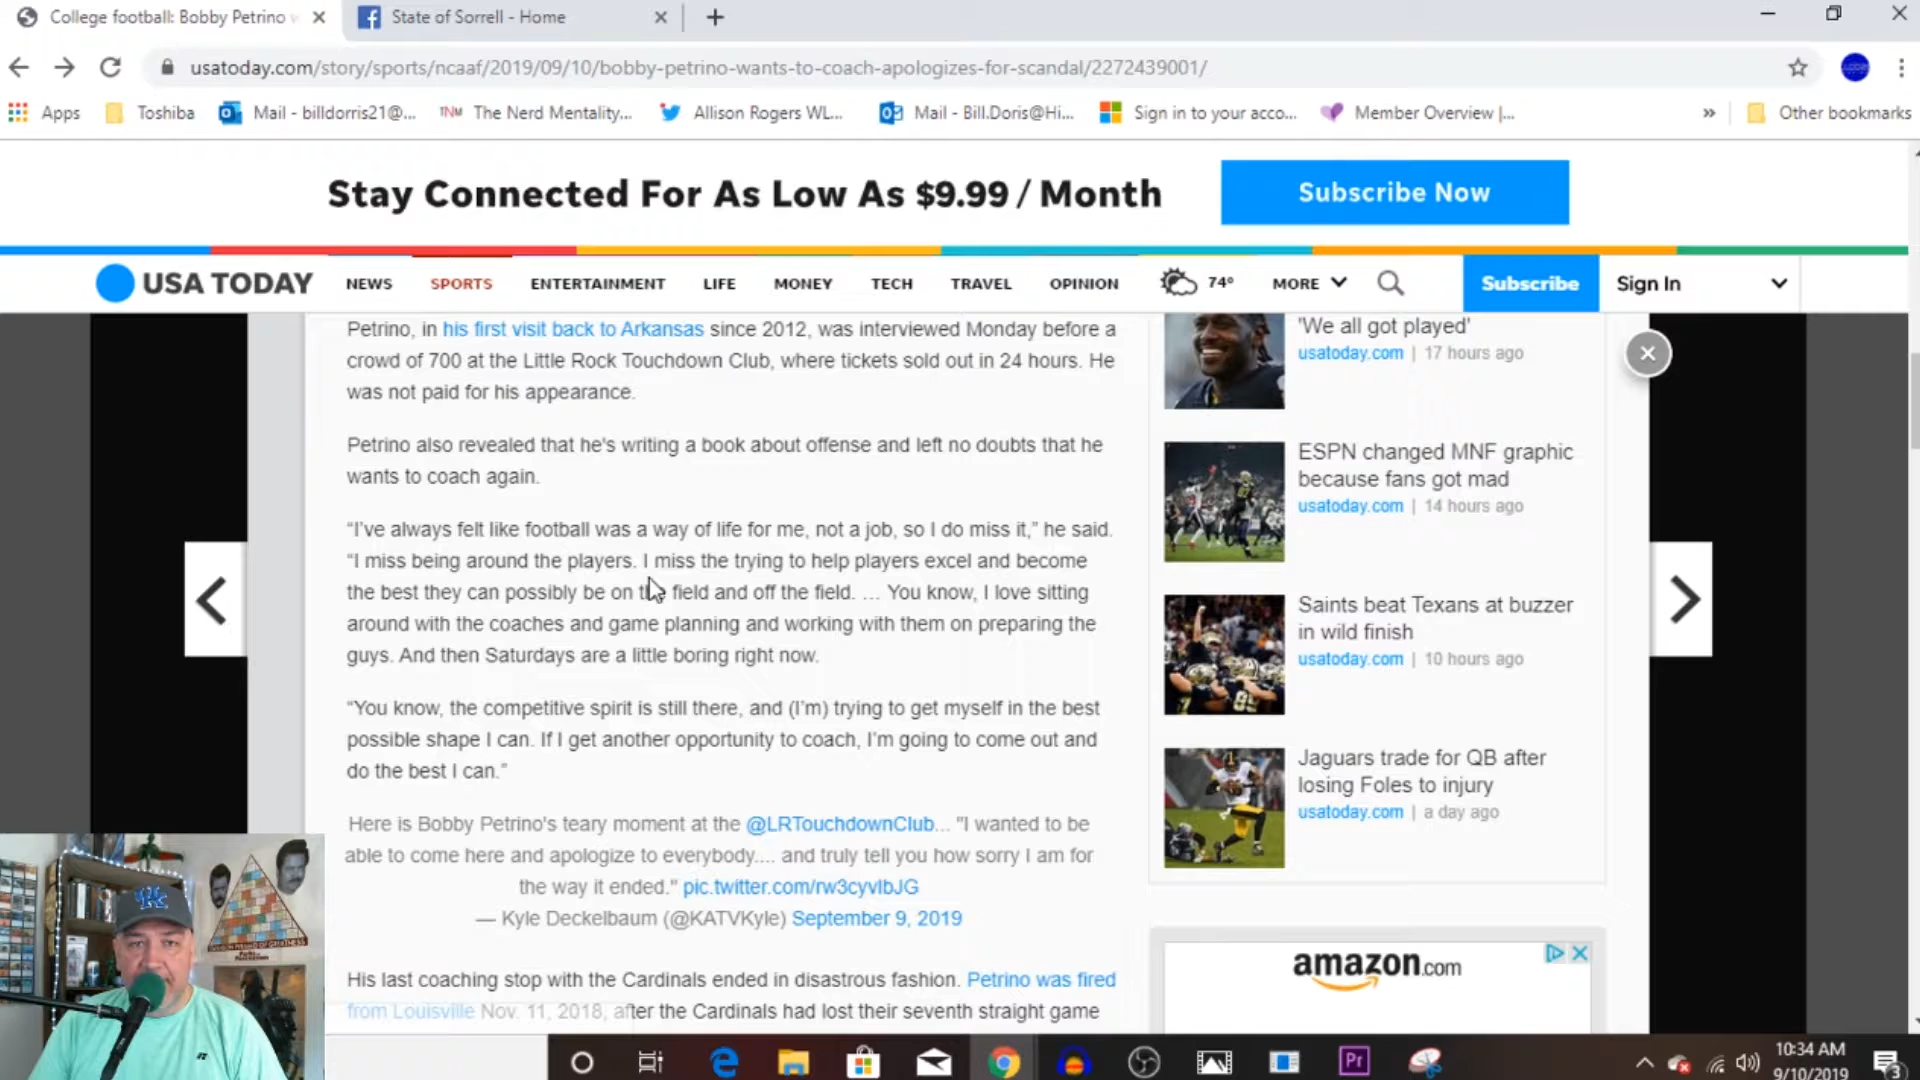 College football: Bobby Petrino
State of Sorrell - Home
usatoday.com/story/sports/ncaaf/2019/09/10/bobby-petrino-wants-to-coach-apologizes-for-scandal/2272439001/
Apps Toshiba Mail - billdorris21@... The Nerd Mentality... Allison Rogers WL... Mail - Bill.Doris@Hi... Sign in to your acco... Member Overview |... » Other bookmarks
Stay Connected For As Low As $9.99 / Month
Subscribe Now
USA TODAY NEWS SPORTS ENTERTAINMENT LIFE MONEY TECH TRAVEL OPINION 74° MORE Subscribe Sign In
Petrino, in his first visit back to Arkansas since 2012, was interviewed Monday before a
crowd of 700 at the Little Rock Touchdown Club, where tickets sold out in 24 hours. He
was not paid for his appearance.
Petrino also revealed that he's writing a book about offense and left no doubts that he
wants to coach again.
“I’ve always felt like football was a way of life for me, not a job, so I do miss it,” he said.
“I miss being around the players. I miss the trying to help players excel and become
the best they can possibly be on the field and off the field. … You know, I love sitting
around with the coaches and game planning and working with them on preparing the
guys. And then Saturdays are a little boring right now.
“You know, the competitive spirit is still there, and (I’m) trying to get myself in the best
possible shape I can. If I get another opportunity to coach, I’m going to come out and
do the best I can.”
Here is Bobby Petrino's teary moment at the @LRTouchdownClub... "I wanted to be
able to come here and apologize to everybody.... and truly tell you how sorry I am for
the way it ended." pic.twitter.com/rw3cyvlbJG
— Kyle Deckelbaum (@KATVKyle) September 9, 2019
His last coaching stop with the Cardinals ended in disastrous fashion. Petrino was fired
from Louisville Nov. 11, 2018, after the Cardinals had lost their seventh straight game
'We all got played'
usatoday.com | 17 hours ago
ESPN changed MNF graphic
because fans got mad
usatoday.com | 14 hours ago
Saints beat Texans at buzzer
in wild finish
usatoday.com | 10 hours ago
Jaguars trade for QB after
losing Foles to injury
usatoday.com | a day ago
amazon.com
Pr
10:34 AM
9/10/2019
3